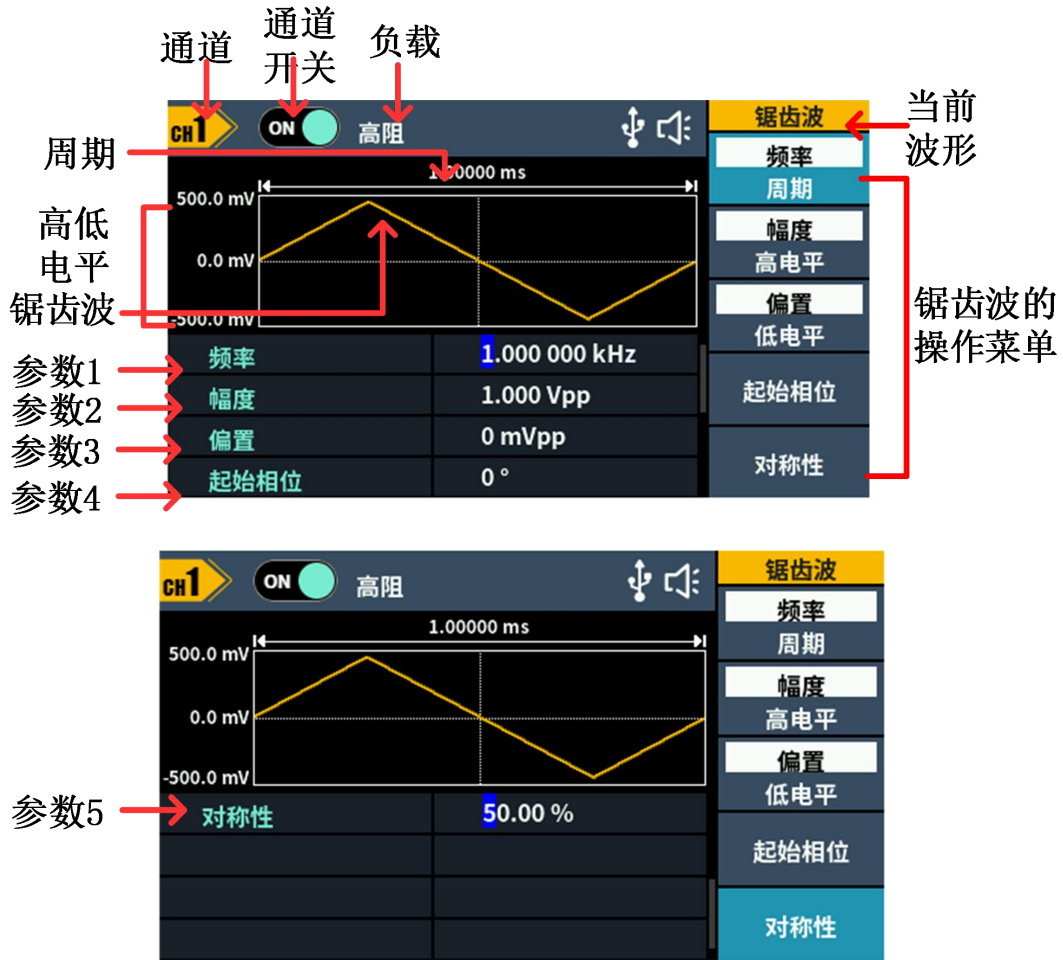 通道
通道
开关
负载
CH1
ON
高阻
锯齿波
当前
波形
周期
1.00000 ms
频率
周期
500.0 mV
高低
电平
幅度
高电平
0.0 mV
锯齿波
-500.0 mV
偏置
低电平
锯齿波的
操作菜单
参数1
频率
1.000 000 kHz
参数2
幅度
1.000 Vpp
起始相位
参数3
偏置
0 mVpp
参数4
起始相位
0 °
对称性
CH1
ON
高阻
锯齿波
1.00000 ms
频率
周期
500.0 mV
幅度
高电平
0.0 mV
偏置
低电平
-500.0 mV
参数5
对称性
50.00 %
起始相位
对称性